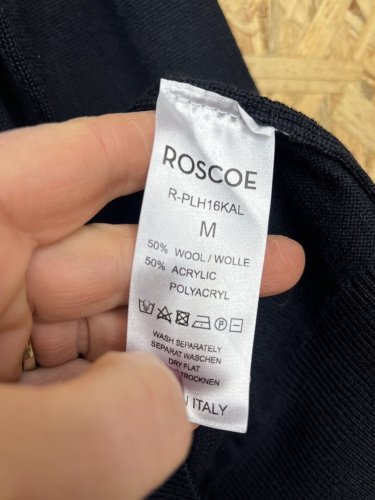 ROSCOE
R-PLH16KAL
M
50% WOOL / WOLLE
50% ACRYLIC
POLYACRYL
WASH SEPARATELY
SEPARAT WASCHEN
DRY FLAT
TROCKNEN
ITALY